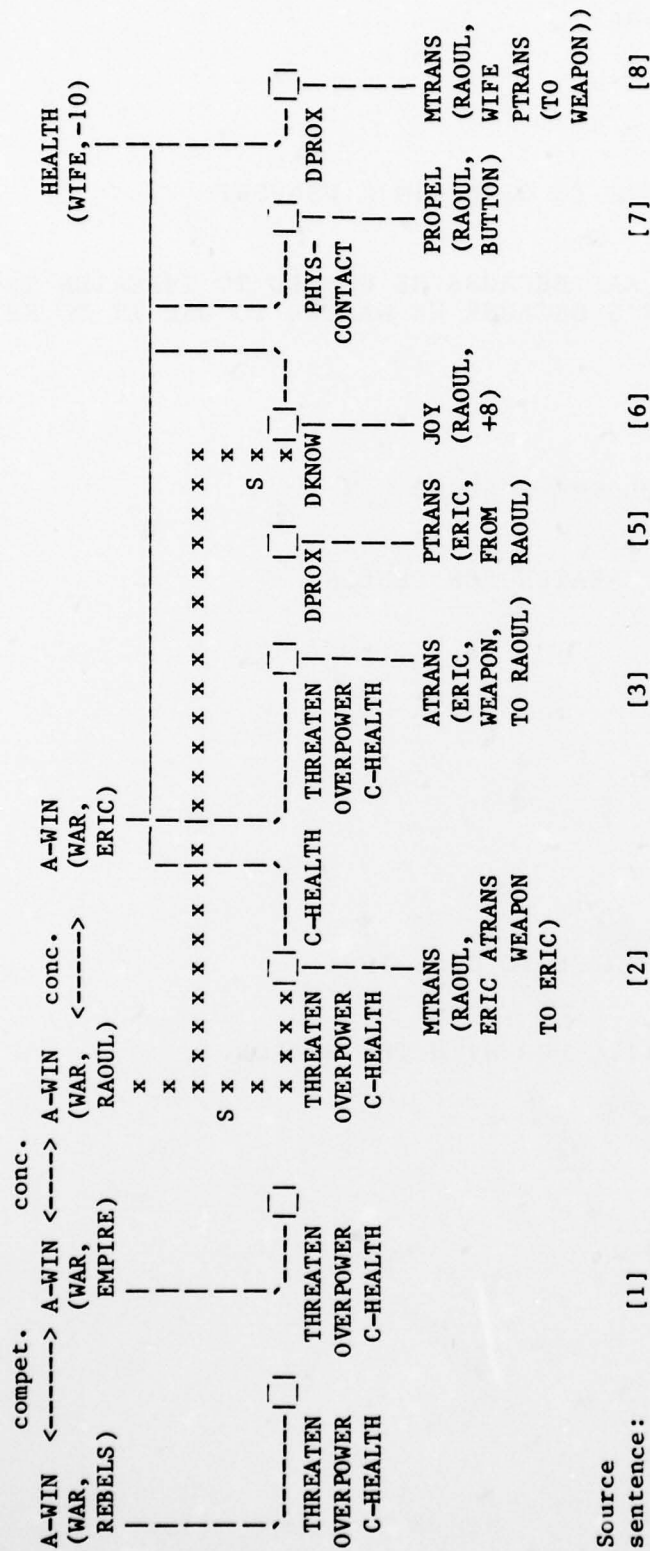 compet. conc. conc.
A-WIN <------> A-WIN <-----> A-WIN <-----> A-WIN HEALTH
(WAR, (WAR, (WAR, (WAR, (WIFE,-10)
REBELS) EMPIRE) RAOUL) ERIC)
x
x
x x x x x x x x x x x x x x x x x x x x
S x x
x S x
x x x x x
THREATEN THREATEN THREATEN C-HEALTH THREATEN DPROX DKNOW PHYS- DPROX
OVERPOWER OVERPOWER OVERPOWER OVERPOWER CONTACT
C-HEALTH C-HEALTH C-HEALTH C-HEALTH
MTRANS ATRANS PTRANS JOY PROPEL MTRANS
(RAOUL, (ERIC, (ERIC, (RAOUL, (RAOUL, (RAOUL,
ERIC ATRANS WEAPON, FROM +8) BUTTON) WIFE
WEAPON TO RAOUL) RAOUL) PTRANS
TO ERIC) (TO
WEAPON))
Source
sentence: [1] [2] [3] [5] [6] [7] [8]